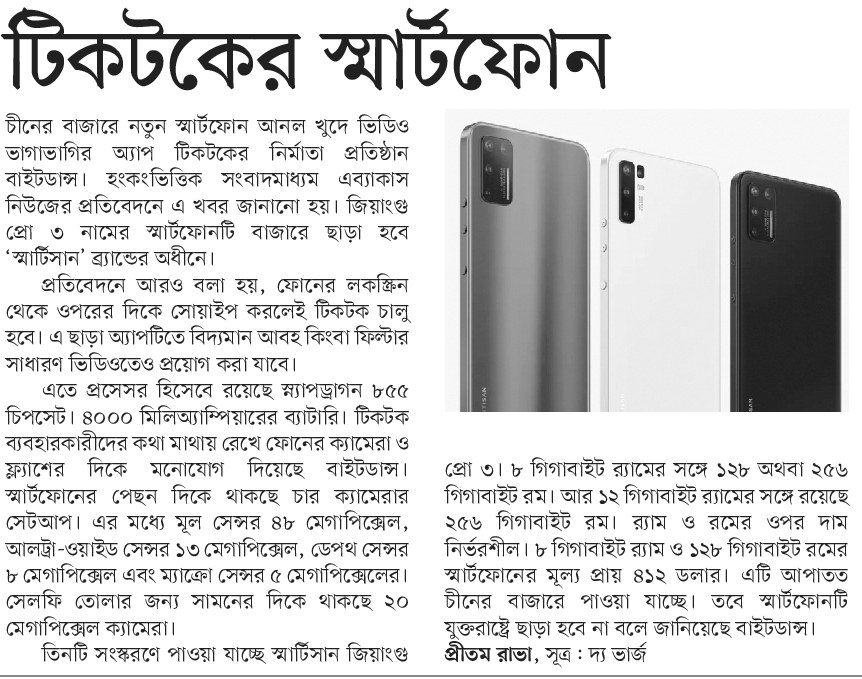 টিকটকের স্মার্টফোন
চীনের বাজারে নতুন স্মার্টফোন আনল খুদে ভিডিও
ভাগাভাগির অ্যাপ টিকটকের নির্মাতা প্রতিষ্ঠান
বাইটডান্স। হংকংভিত্তিক সংবাদমাধ্যম এব্যাকাস
নিউজের প্রতিবেদনে এ খবর জানানো হয়। জিয়াংগু
প্রো ৩ নামের স্মার্টফোনটি বাজারে ছাড়া হবে
‘স্মার্টিসান’ ব্র্যান্ডের অধীনে।
প্রতিবেদনে আরও বলা হয়, ফোনের লকস্ক্রিন
থেকে ওপরের দিকে সোয়াইপ করলেই টিকটক চালু
হবে। এ ছাড়া অ্যাপটিতে বিদ্যমান আবহ কিংবা ফিল্টার
সাধারণ ভিডিওতেও প্রয়োগ করা যাবে।
এতে প্রসেসর হিসেবে রয়েছে স্ন্যাপড্রাগন ৮৫৫
চিপসেট। ৪০০০ মিলিঅ্যাম্পিয়ারের ব্যাটারি। টিকটক
ব্যবহারকারীদের কথা মাথায় রেখে ফোনের ক্যামেরা ও
ফ্ল্যাশের দিকে মনোযোগ দিয়েছে বাইটডান্স।
স্মার্টফোনের পেছন দিকে থাকছে চার ক্যামেরার
সেটআপ। এর মধ্যে মূল সেন্সর ৪৮ মেগাপিক্সেল,
আলট্রা-ওয়াইড সেন্সর ১৩ মেগাপিক্সেল, ডেপথ সেন্সর
৮ মেগাপিক্সেল এবং ম্যাক্রো সেন্সর ৫ মেগাপিক্সেলের।
সেলফি তোলার জন্য সামনের দিকে থাকছে ২০
মেগাপিক্সেল ক্যামেরা।
তিনটি সংস্করণে পাওয়া যাচ্ছে স্মার্টিসান জিয়াংগু
প্রো ৩। ৮ গিগাবাইট র‍্যামের সঙ্গে ১২৮ অথবা ২৫৬
গিগাবাইট রম। আর ১২ গিগাবাইট র‍্যামের সঙ্গে রয়েছে
২৫৬ গিগাবাইট রম। র‍্যাম ও রমের ওপর দাম
নির্ভরশীল। ৮ গিগাবাইট র‍্যাম ও ১২৮ গিগাবাইট রমের
স্মার্টফোনের মূল্য প্রায় ৪১২ ডলার। এটি আপাতত
চীনের বাজারে পাওয়া যাচ্ছে। তবে স্মার্টফোনটি
যুক্তরাষ্ট্রে ছাড়া হবে না বলে জানিয়েছে বাইটডান্স।
প্রীতম রাভা, সূত্র : দ্য ভার্জ